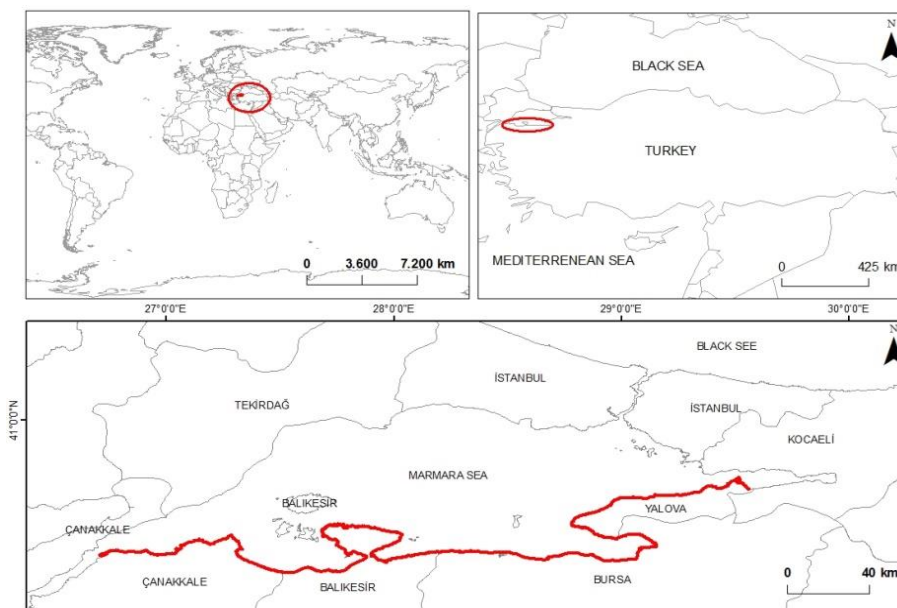 N
BLACK SEA
TURKEY
MEDITERRENEAN SEA
0 3.600 7.200 km
0 425 km
27°0'0"E 28°0'0"E 29°0'0"E 30°0'0"E
N
BLACK SEE
İSTANBUL
TEKİRDAĞ
İSTANBUL
41°0'0"N
KOCAELİ
MARMARA SEA
BALIKESİR
YALOVA
ÇANAKKALE
ÇANAKKALE
BALIKESİR
BURSA
0 40 km